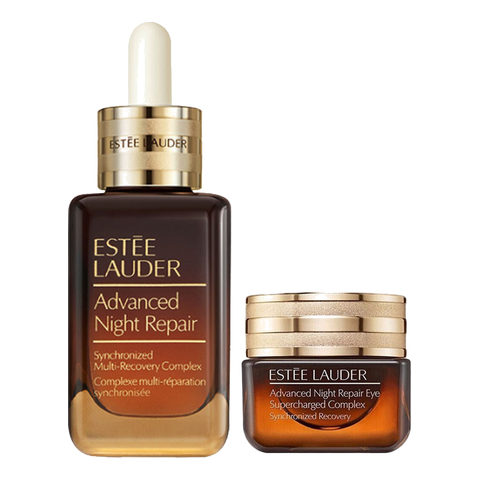 ESTĒE LAUDER
ESTĒE
LAUDER
Advanced
Night Repair
Synchronized
Multi-Recovery Complex
Complexe multi-réparation
synchronisée
ESTĒE LAUDER
Advanced Night Repair Eye
Supercharged Complex
Synchronized Recovery